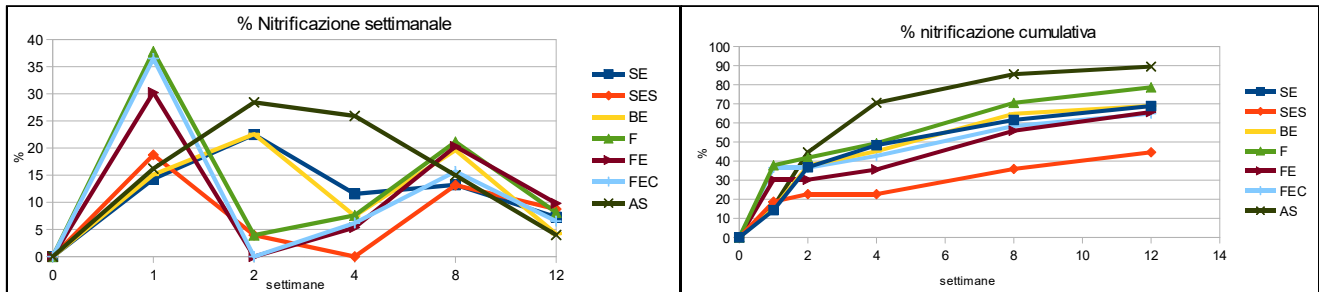 % Nitrificazione settimanale
40
35
30
25
20
15
10
5
0
%
0 1 2 4 8 12
settimane
SE
SES
BE
F
FE
FEC
AS
% nitrificazione cumulativa
100
90
80
70
60
50
40
30
20
10
0
%
0 2 4 6 8 10 12 14
settimane
SE
SES
BE
F
FE
FEC
AS